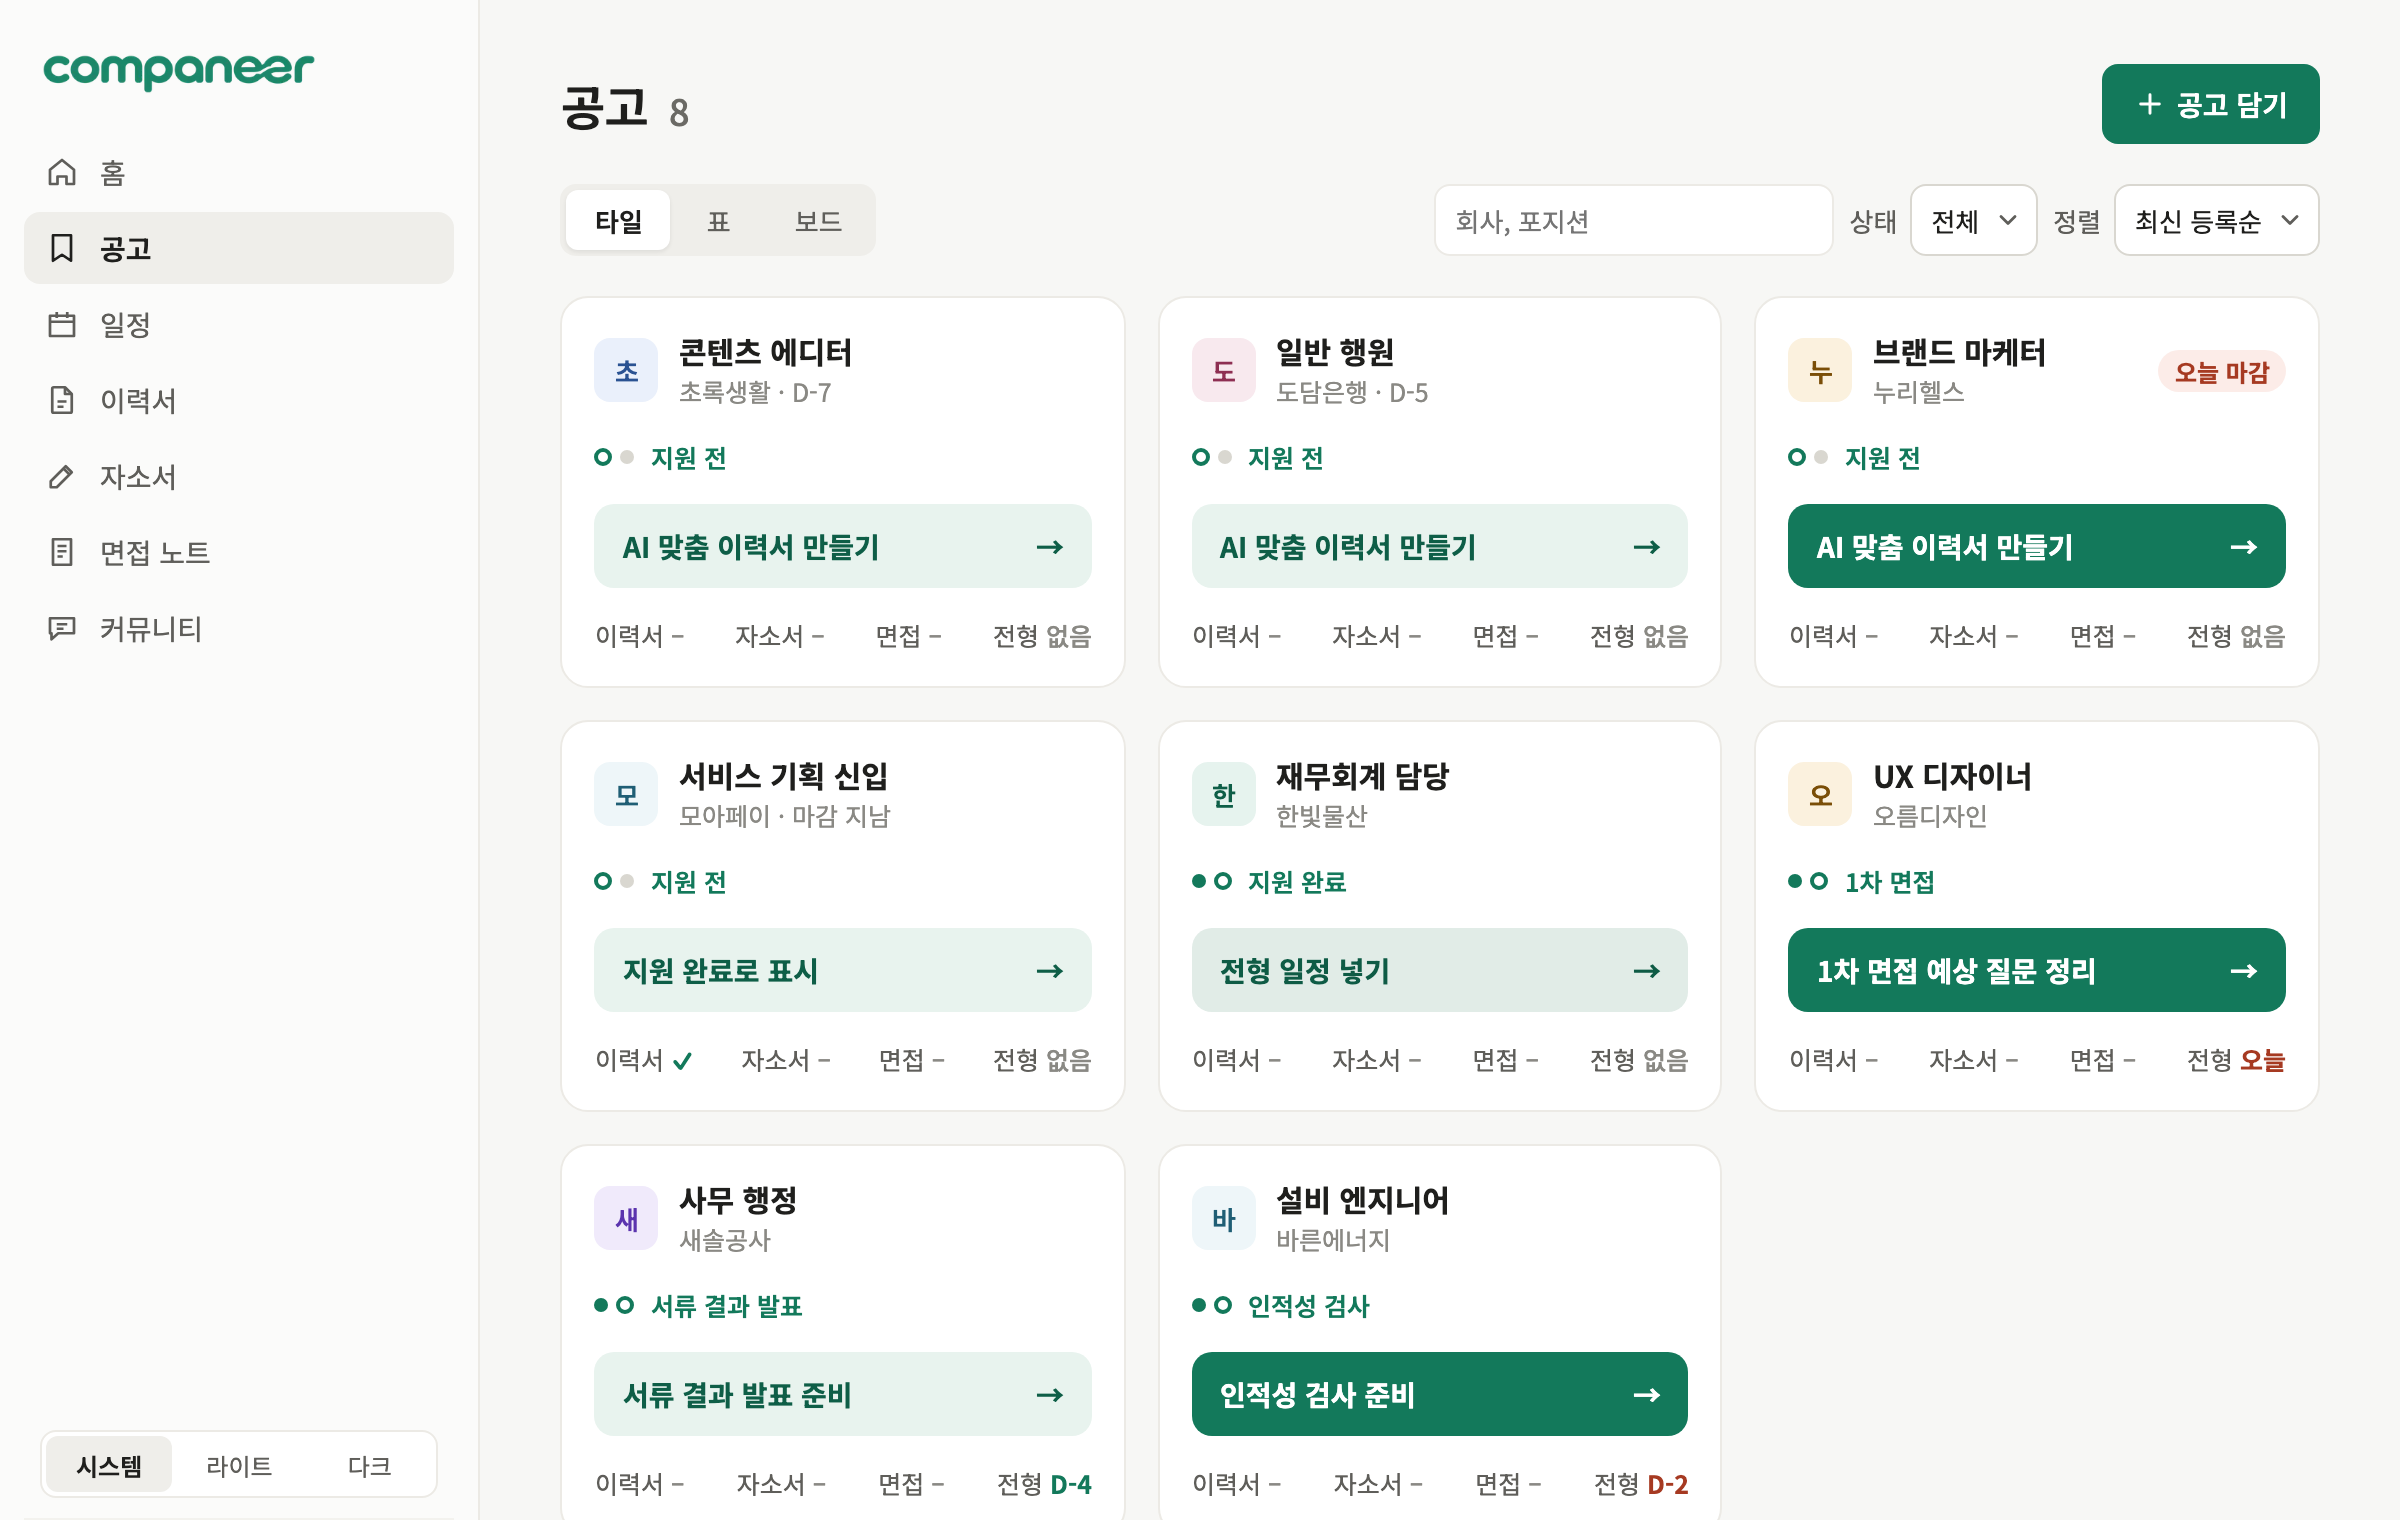 companeer
홈
공고
일정
이력서
자소서
면접 노트
커뮤니티
시스템 라이트 다크
공고 8
+ 공고 담기
타일 표 보드
회사, 포지션 상태 전체 정렬 최신 등록순
초
콘텐츠 에디터
초록생활 · D-7
지원 전
AI 맞춤 이력서 만들기 →
이력서 – 자소서 – 면접 – 전형 없음
도
일반 행원
도담은행 · D-5
지원 전
AI 맞춤 이력서 만들기 →
이력서 – 자소서 – 면접 – 전형 없음
누
브랜드 마케터
누리헬스
오늘 마감
지원 전
AI 맞춤 이력서 만들기 →
이력서 – 자소서 – 면접 – 전형 없음
모
서비스 기획 신입
모아페이 · 마감 지남
지원 전
지원 완료로 표시 →
이력서 ✓ 자소서 – 면접 – 전형 없음
한
재무회계 담당
한빛물산
지원 완료
전형 일정 넣기 →
이력서 – 자소서 – 면접 – 전형 없음
오
UX 디자이너
오름디자인
1차 면접
1차 면접 예상 질문 정리 →
이력서 – 자소서 – 면접 – 전형 오늘
새
사무 행정
새솔공사
서류 결과 발표
서류 결과 발표 준비 →
이력서 – 자소서 – 면접 – 전형 D-4
바
설비 엔지니어
바른에너지
인적성 검사
인적성 검사 준비 →
이력서 – 자소서 – 면접 – 전형 D-2